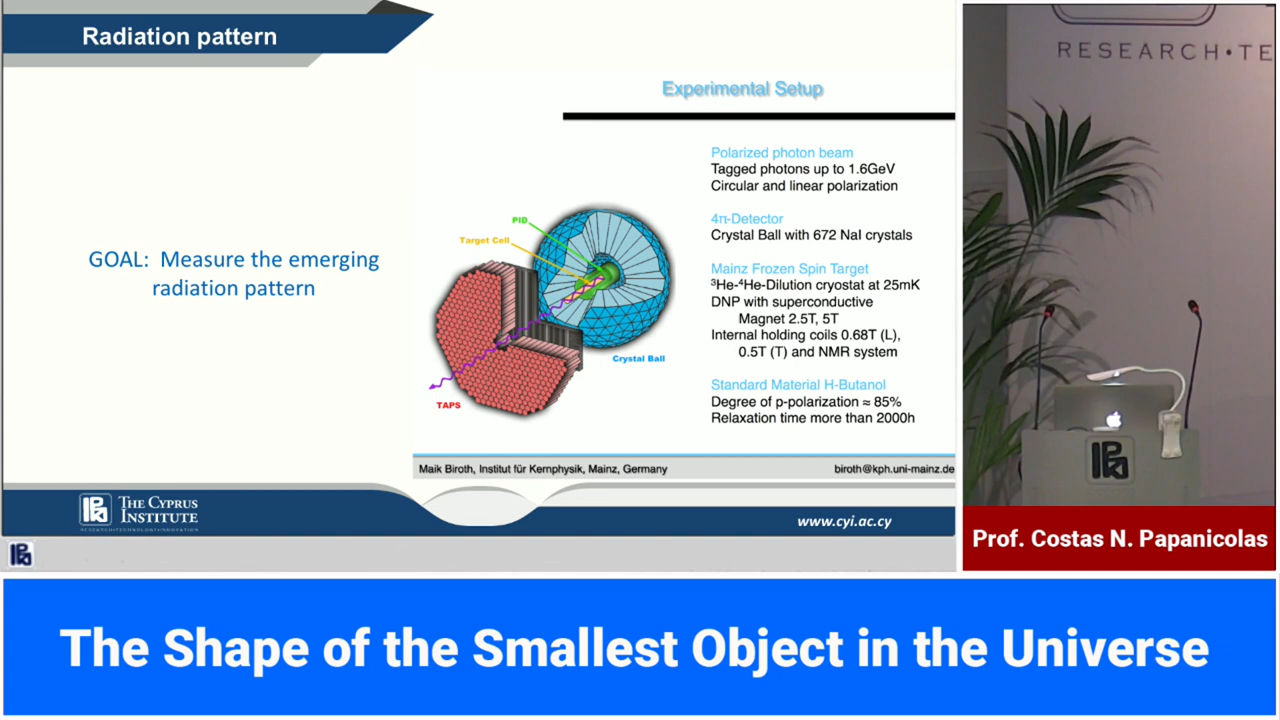 Radiation pattern
GOAL: Measure the emerging
radiation pattern
Experimental Setup
Polarized photon beam
Tagged photons up to 1.6GeV
Circular and linear polarization
4π-Detector
Crystal Ball with 672 NaI crystals
Mainz Frozen Spin Target
³He-⁴He-Dilution cryostat at 25mK
DNP with superconductive
Magnet 2.5T, 5T
Internal holding coils 0.68T (L),
0.5T (T) and NMR system
Standard Material H-Butanol
Degree of p-polarization ≈ 85%
Relaxation time more than 2000h
PID
Target Cell
Crystal Ball
TAPS
Maik Biroth, Institut für Kernphysik, Mainz, Germany
biroth@kph.uni-mainz.de
THE CYPRUS
INSTITUTE
RESEARCH•TECHNOLOGY•INNOVATION
www.cyi.ac.cy
RESEARCH•TE
Prof. Costas N. Papanicolas
The Shape of the Smallest Object in the Universe